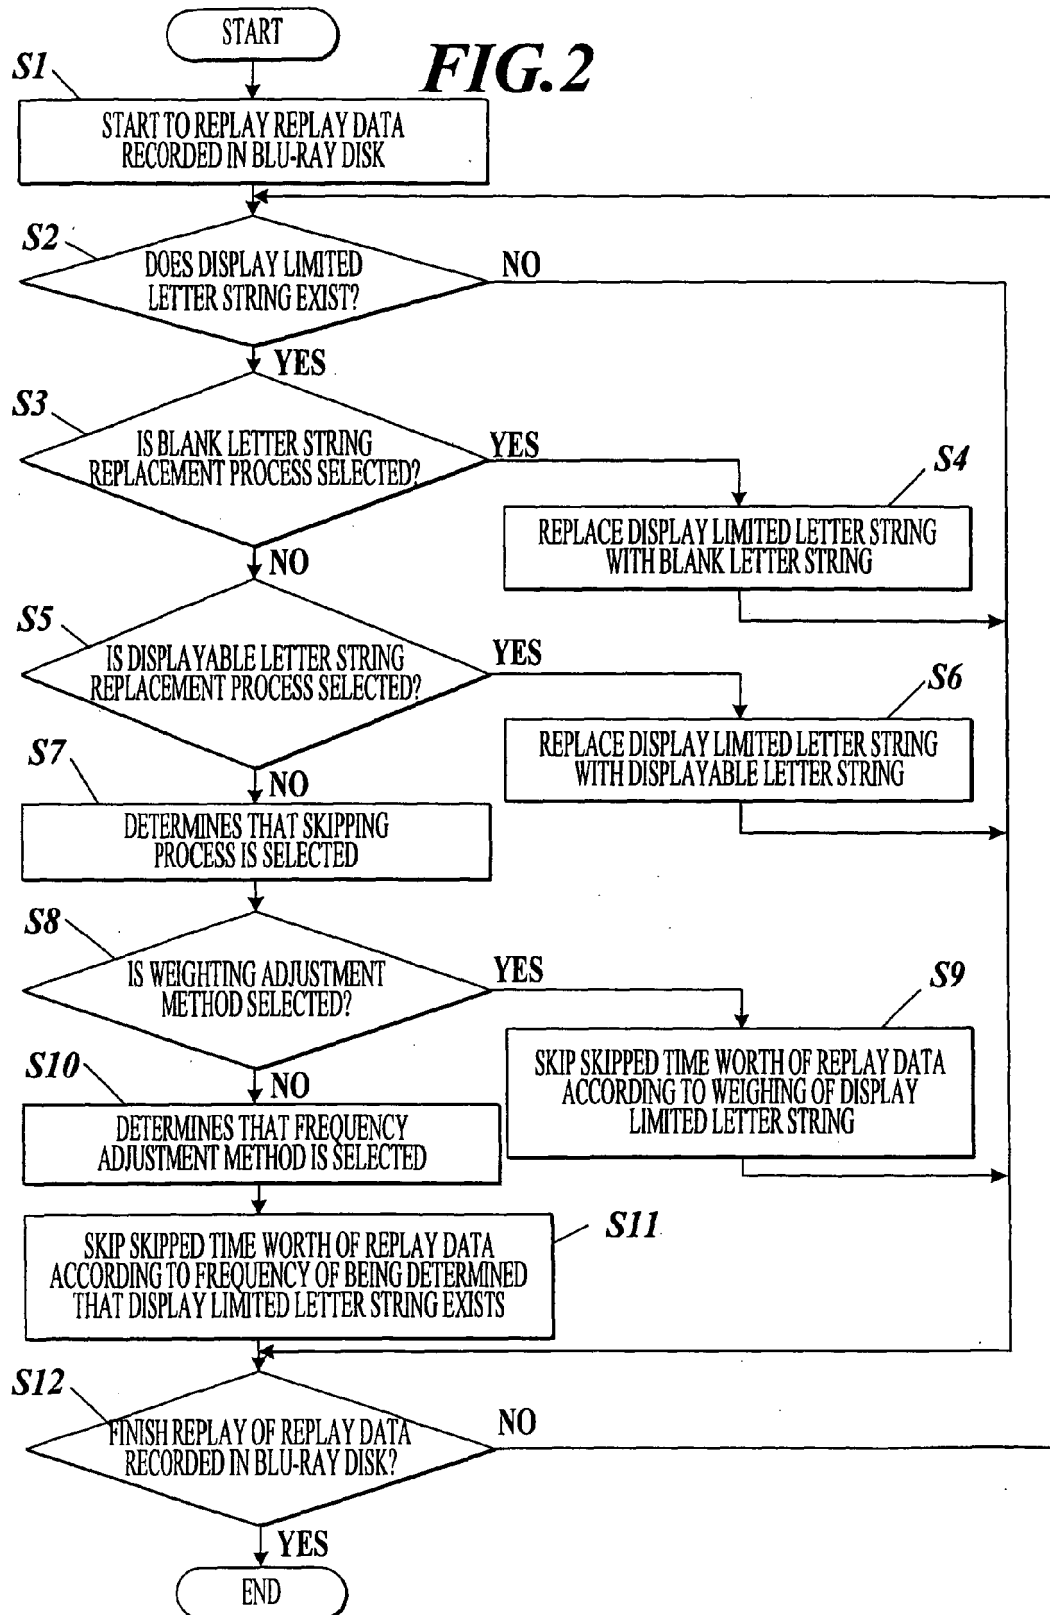 START
FIG.2
S1
START TO REPLAY REPLAY DATA
RECORDED IN BLU-RAY DISK
S2
DOES DISPLAY LIMITED
LETTER STRING EXIST?
NO
YES
S3
IS BLANK LETTER STRING
REPLACEMENT PROCESS SELECTED?
YES
S4
REPLACE DISPLAY LIMITED LETTER STRING
WITH BLANK LETTER STRING
NO
S5
IS DISPLAYABLE LETTER STRING
REPLACEMENT PROCESS SELECTED?
YES
S6
REPLACE DISPLAY LIMITED LETTER STRING
WITH DISPLAYABLE LETTER STRING
NO
S7
DETERMINES THAT SKIPPING
PROCESS IS SELECTED
S8
IS WEIGHTING ADJUSTMENT
METHOD SELECTED?
YES
S9
SKIP SKIPPED TIME WORTH OF REPLAY DATA
ACCORDING TO WEIGHING OF DISPLAY
LIMITED LETTER STRING
NO
S10
DETERMINES THAT FREQUENCY
ADJUSTMENT METHOD IS SELECTED
S11
SKIP SKIPPED TIME WORTH OF REPLAY DATA
ACCORDING TO FREQUENCY OF BEING DETERMINED
THAT DISPLAY LIMITED LETTER STRING EXISTS
S12
FINISH REPLAY OF REPLAY DATA
RECORDED IN BLU-RAY DISK?
NO
YES
END